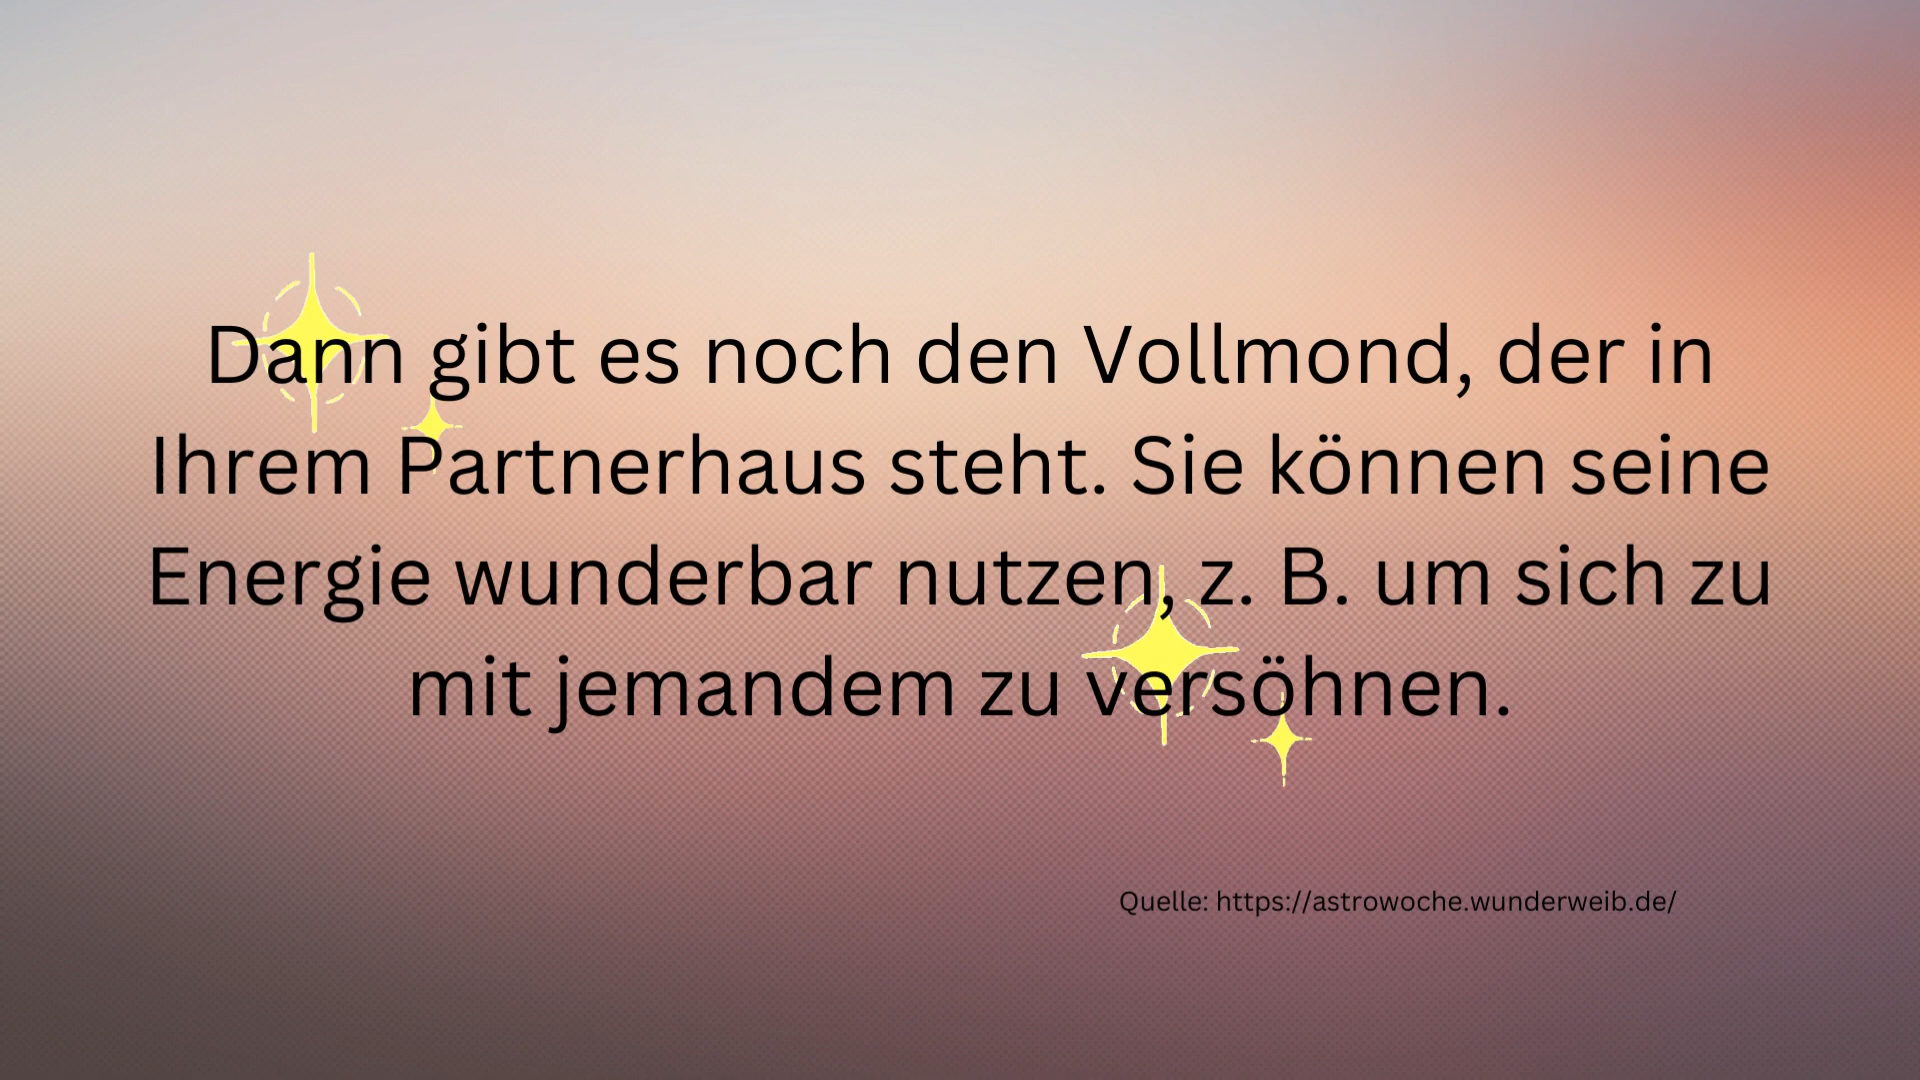 Dann gibt es noch den Vollmond, der in
Ihrem Partnerhaus steht. Sie können seine
Energie wunderbar nutzen, z. B. um sich zu
mit jemandem zu versöhnen.
Quelle: https://astrowoche.wunderweib.de/